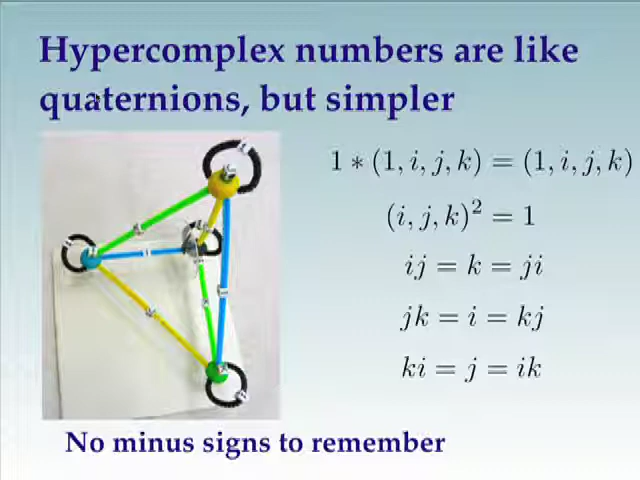 Hypercomplex numbers are like
quaternions, but simpler
1 ∗ (1, i, j, k) = (1, i, j, k)
(i, j, k)² = 1
ij = k = ji
jk = i = kj
ki = j = ik
No minus signs to remember